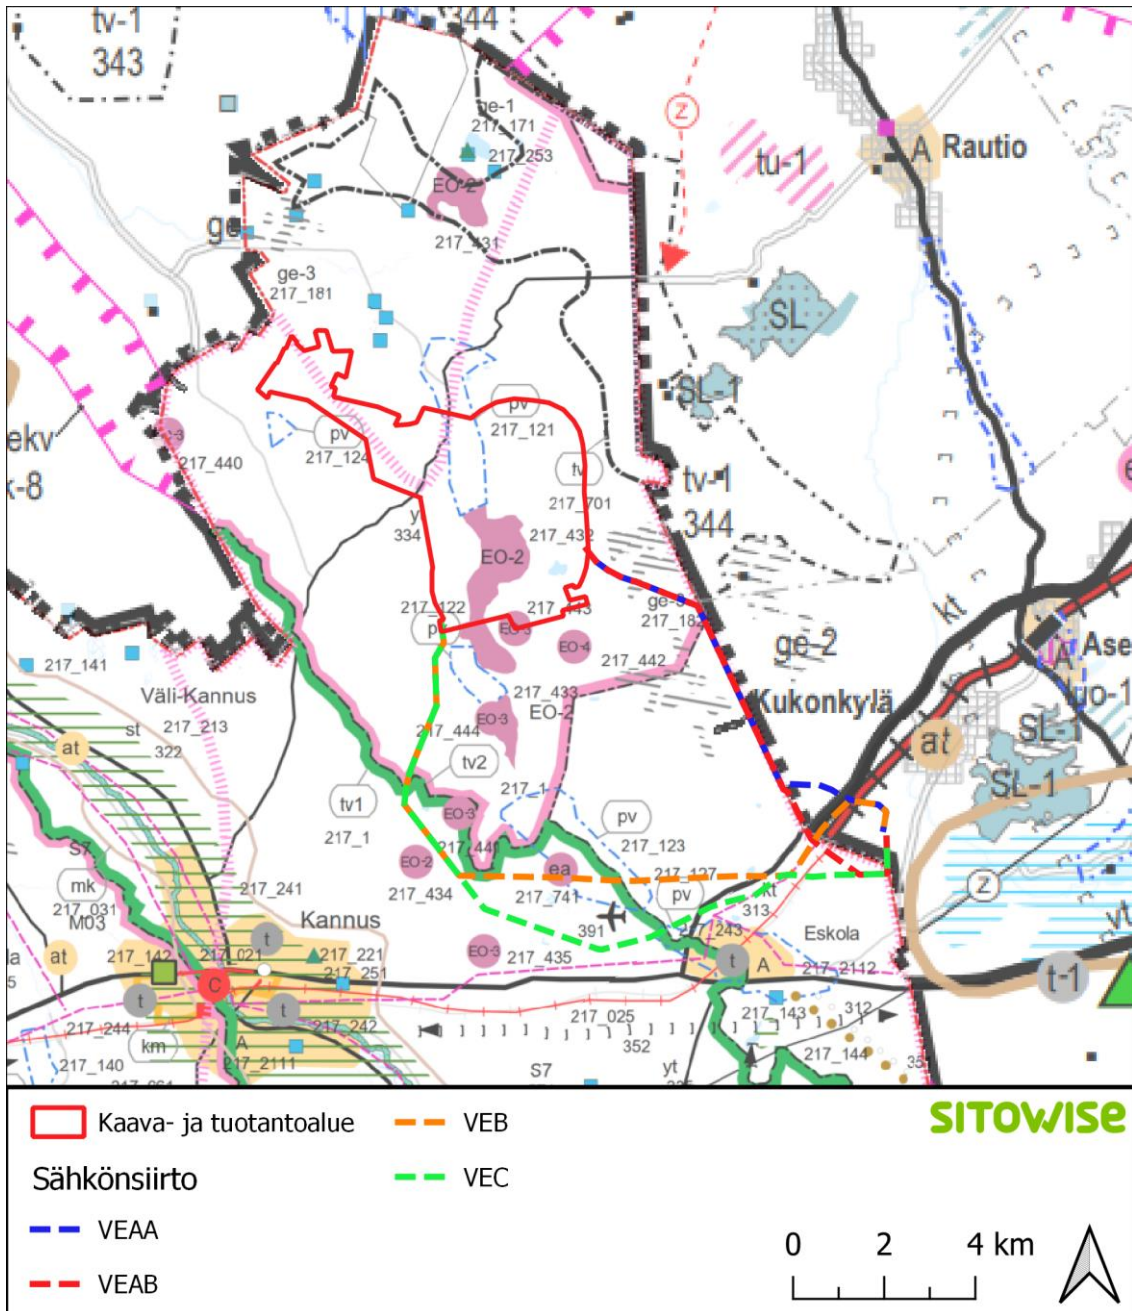 tv-1
343
344
ge-1
217_171
217_253
EO-2
217_431
Z
tu-1
A
Rautio
ge
ge-3
217_181
SL
SL-1
pv
217_121
pv
217_124
217_440
ekv
k-8
tv
217_701
217_432
tv-1
344
334
EO-2
217_122
EO-3
EO-4
217_442
ge-2
kt
A
Ase
217_141
Väli-Kannus
217_213
st
322
at
217_433
EO-2
EO-3
217_444
tv2
Kukonkylä
at
SL-1
SL-1
tv1
217_1
217_1
EO-3
pv
217_123
S7
mk
217_031
M03
217_241
EO-2
217_434
ea
217_741
217_127
pv
kt
313
Z
vt
Kannus
391
Eskola
at
217_142
217_021
t
217_221
217_251
EO-3
217_435
217_243
t
A
217_2112
t-1
C
t
t
217_244
217_242
217_025
217_143
312
km
A
217_2111
352
217_140
S7
yt
217_144
Kaava- ja tuotantoalue
VEB
SITOWISE
Sähkönsiirto
VEC
VEAA
VEAB
0 2 4 km